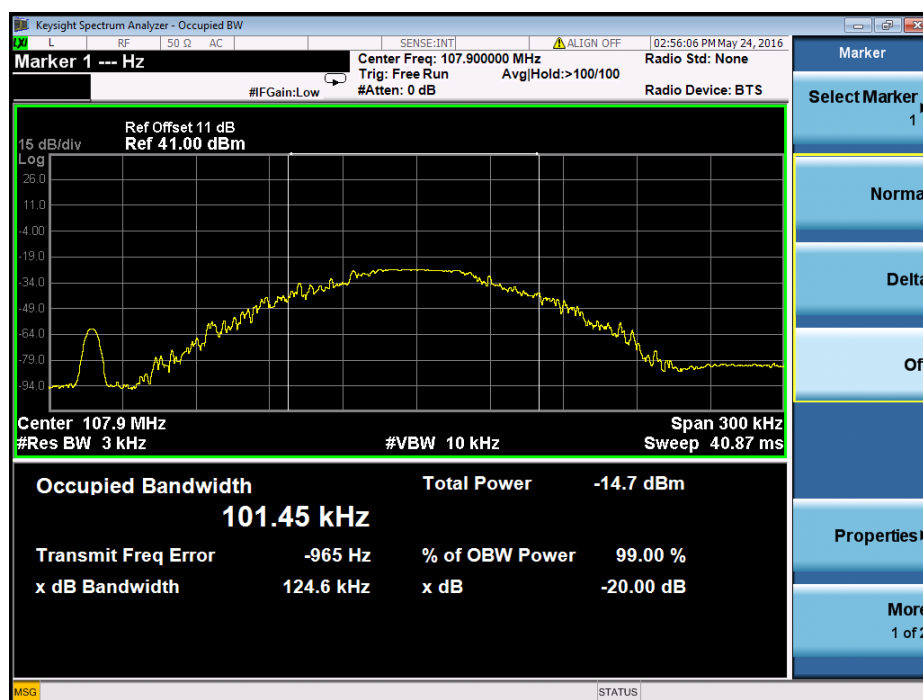 Keysight Spectrum Analyzer - Occupied BW
LXI L RF 50 Ω AC SENSE:INT ALIGN OFF 02:56:06 PM May 24, 2016
Marker 1 --- Hz
Center Freq: 107.900000 MHz
Radio Std: None
Trig: Free Run Avg|Hold:>100/100
#IFGain:Low
#Atten: 0 dB
Radio Device: BTS
Ref Offset 11 dB
15 dB/div Ref 41.00 dBm
Log
26.0
11.0
-4.00
-19.0
-34.0
-49.0
-64.0
-79.0
-94.0
Center 107.9 MHz Span 300 kHz
#Res BW 3 kHz #VBW 10 kHz Sweep 40.87 ms
Occupied Bandwidth Total Power -14.7 dBm
101.45 kHz
Transmit Freq Error -965 Hz % of OBW Power 99.00 %
x dB Bandwidth 124.6 kHz x dB -20.00 dB
MSG STATUS
Marker
Select Marker
1
Norma
Delta
Of
Properties
More
1 of 2